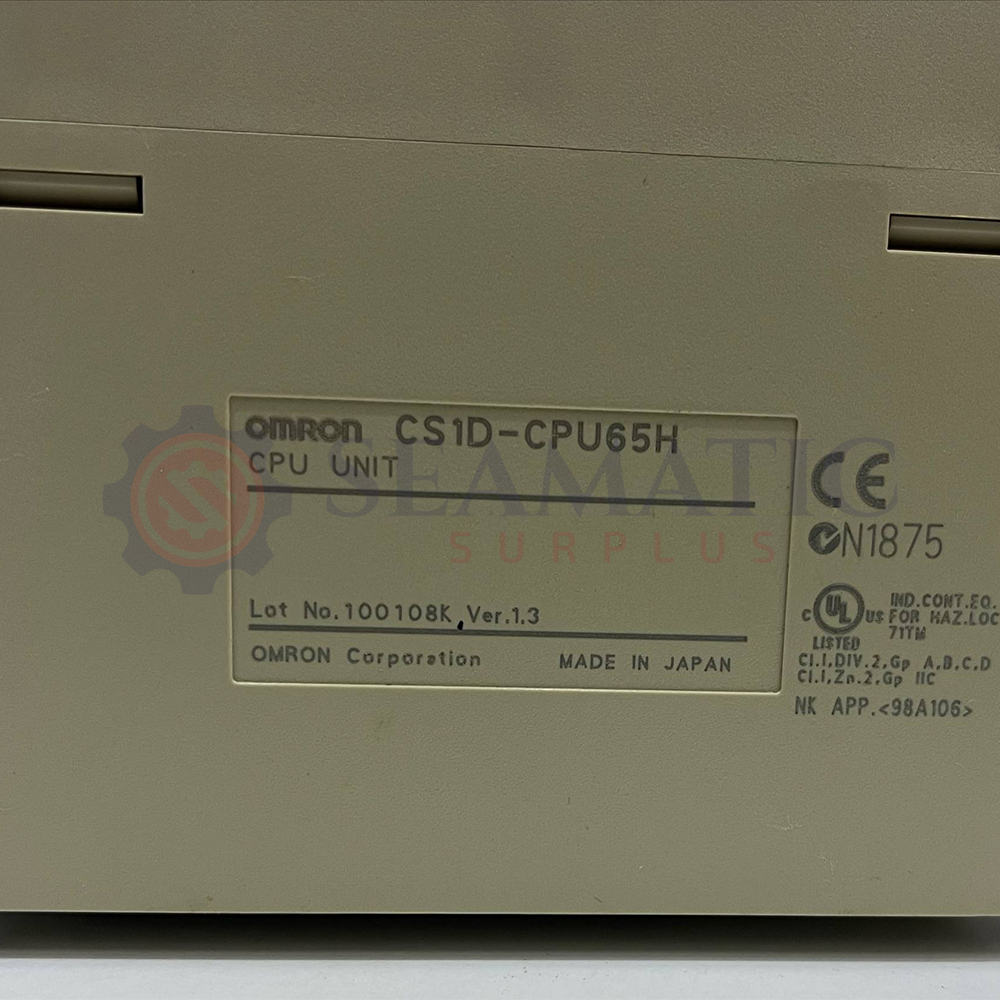 OMRON CS1D-CPU65H
CPU UNIT
SEAMATIC
SURPLUS
Lot No.100108K Ver.1.3
OMRON Corporation MADE IN JAPAN
CE
N1875
C UL US IND.CONT.EQ.
FOR HAZ.LOC
71TM
LISTED
Cl.I,DIV.2,Gp A,B,C,D
Cl.I,Zn.2,Gp IIC
NK APP.<98A106>